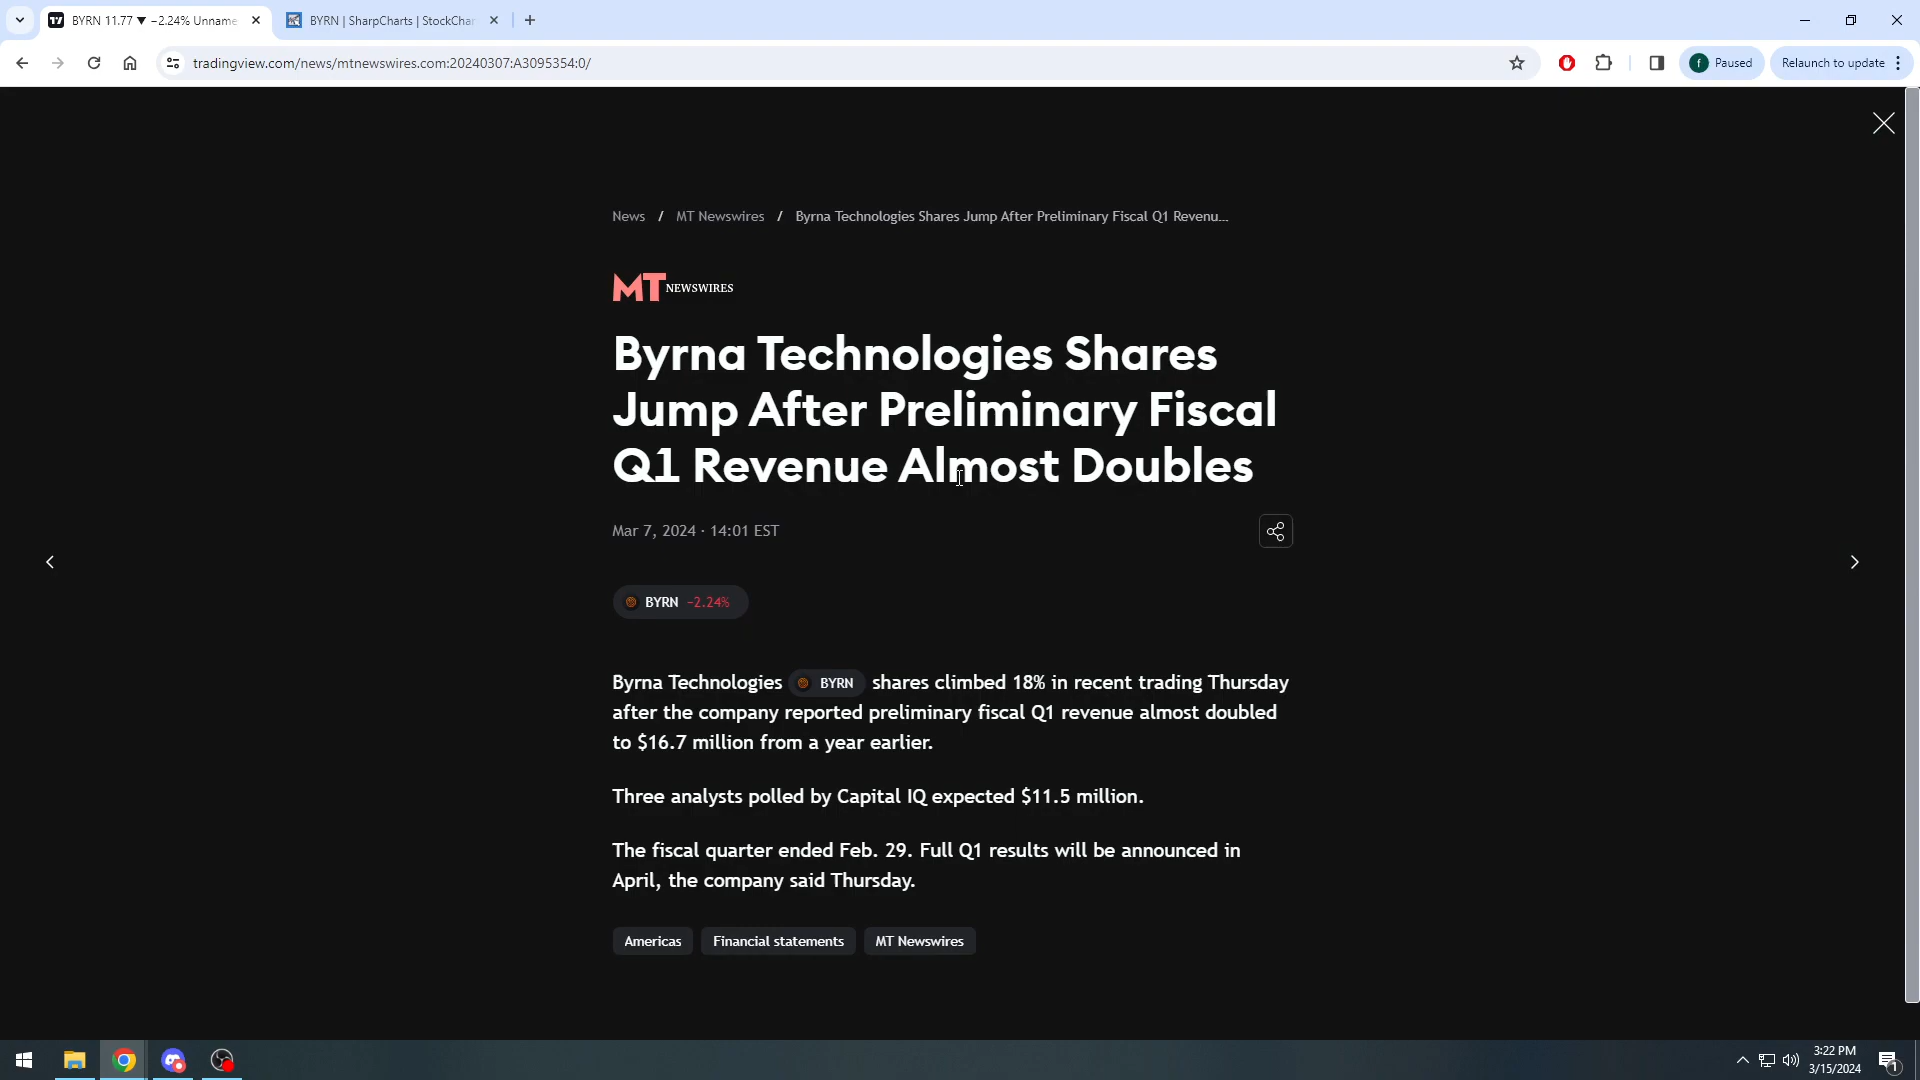 BYRN 11.77 ▼ −2.24% Unname
BYRN | SharpCharts | StockChar
tradingview.com/news/mtnewswires.com:20240307:A3095354:0/
f Paused
Relaunch to update
News / MT Newswires / Byrna Technologies Shares Jump After Preliminary Fiscal Q1 Revenu...
MT NEWSWIRES
Byrna Technologies Shares
Jump After Preliminary Fiscal
Q1 Revenue Almost Doubles
Mar 7, 2024 · 14:01 EST
BYRN −2.24%
Byrna Technologies BYRN shares climbed 18% in recent trading Thursday
after the company reported preliminary fiscal Q1 revenue almost doubled
to $16.7 million from a year earlier.
Three analysts polled by Capital IQ expected $11.5 million.
The fiscal quarter ended Feb. 29. Full Q1 results will be announced in
April, the company said Thursday.
Americas
Financial statements
MT Newswires
3:22 PM
3/15/2024
1